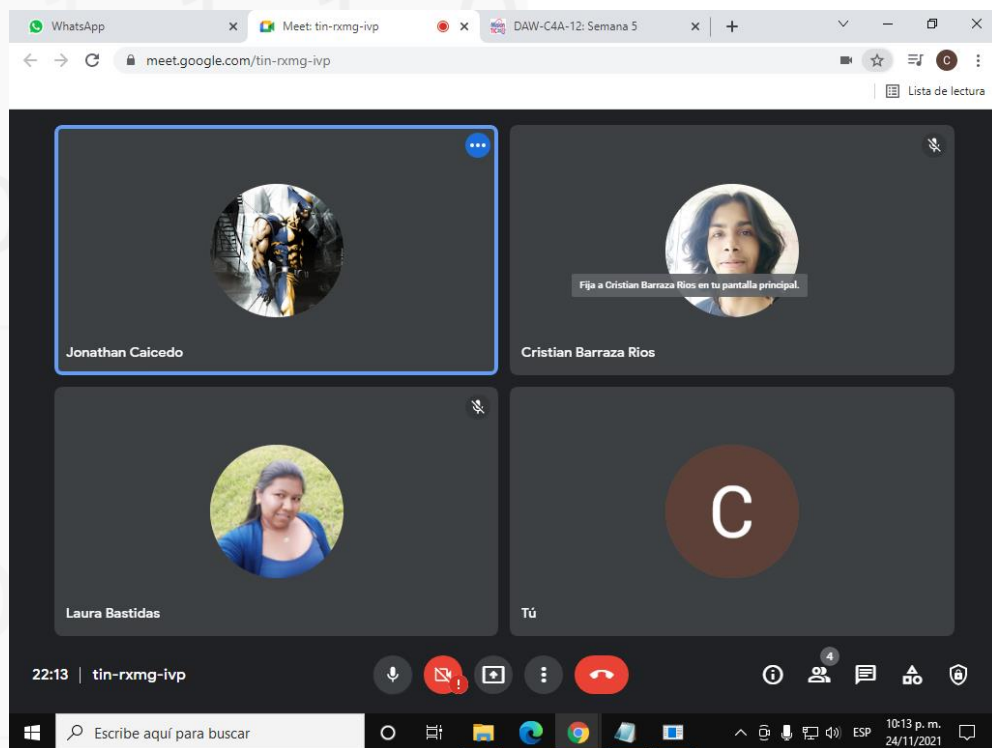 WhatsApp
Meet: tin-rxmg-ivp
DAW-C4A-12: Semana 5
meet.google.com/tin-rxmg-ivp
C
Lista de lectura
Jonathan Caicedo
Fija a Cristian Barraza Rios en tu pantalla principal.
Cristian Barraza Rios
Laura Bastidas
C
Tú
22:13 | tin-rxmg-ivp
4
Escribe aquí para buscar
ESP
10:13 p. m.
24/11/2021